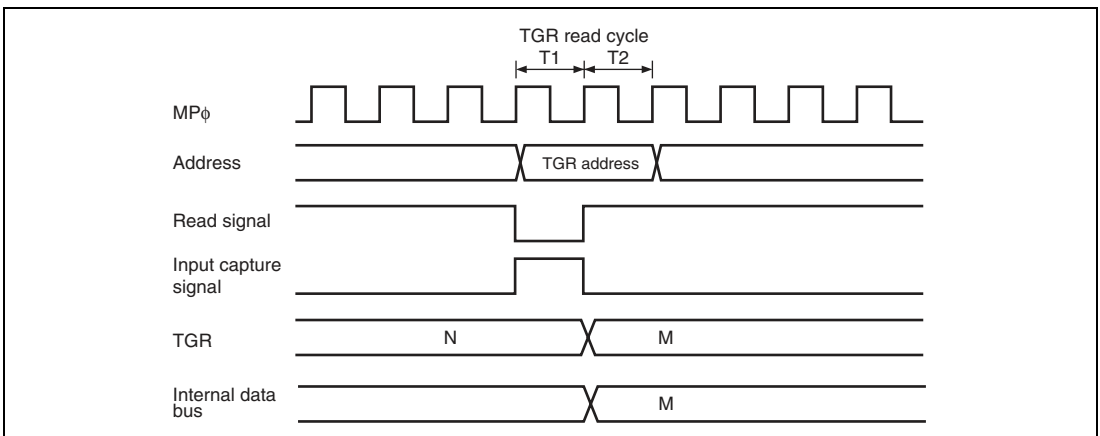 TGR read cycle
T1 T2
MPϕ
Address
TGR address
Read signal
Input capture
signal
TGR
N
M
Internal data
bus
M